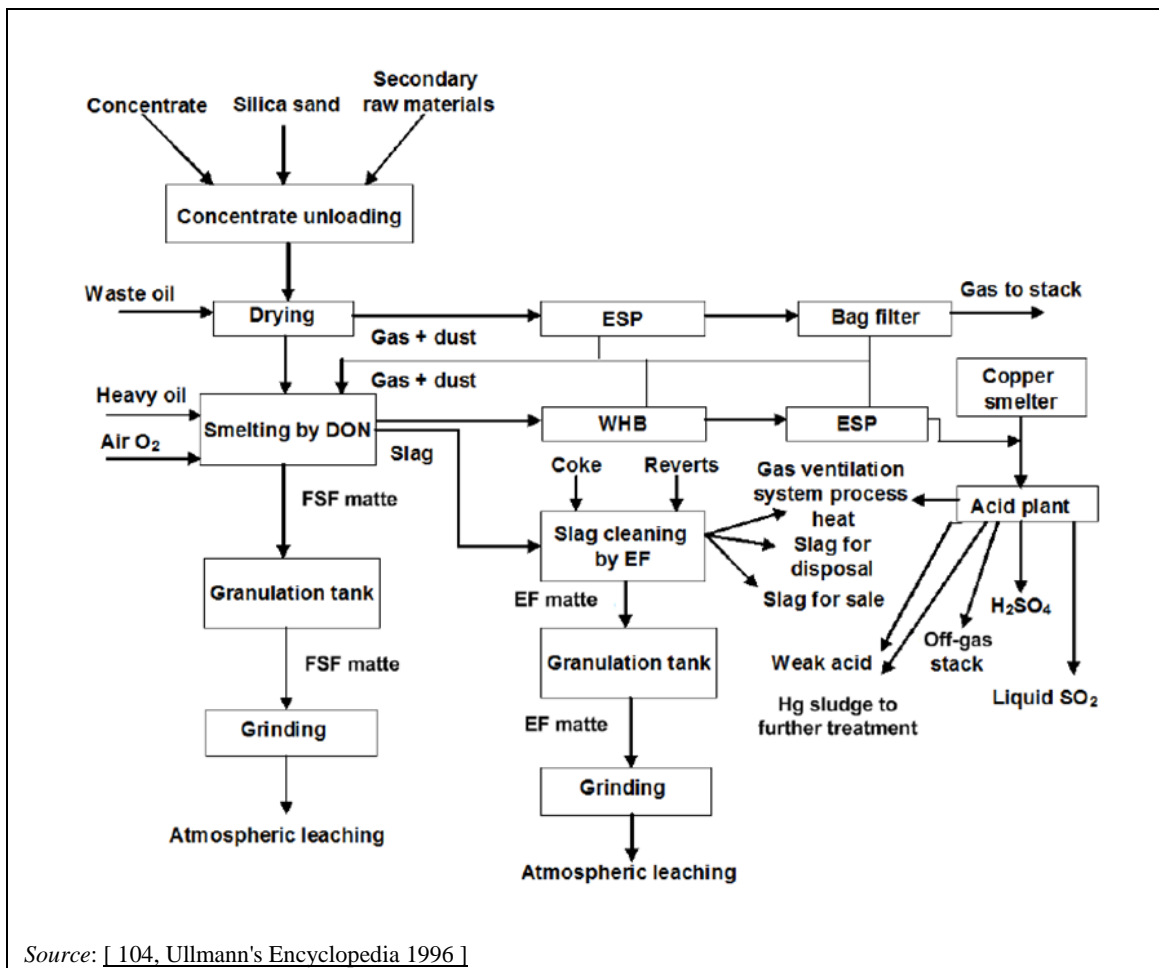 Concentrate
Silica sand
Secondary
raw materials
Concentrate unloading
Waste oil
Drying
Gas + dust
ESP
Bag filter
Gas to stack
Heavy oil
Air O₂
Smelting by DON
Gas + dust
Slag
WHB
ESP
Copper
smelter
FSF matte
Coke
Reverts
Gas ventilation
system process
heat
Acid plant
Slag cleaning
by EF
Slag for
disposal
Slag for sale
Granulation tank
EF matte
H₂SO₄
Off-gas
stack
Weak acid
Liquid SO₂
Hg sludge to
further treatment
FSF matte
Granulation tank
Grinding
EF matte
Grinding
Atmospheric leaching
Atmospheric leaching
Source: [ 104, Ullmann's Encyclopedia 1996 ]